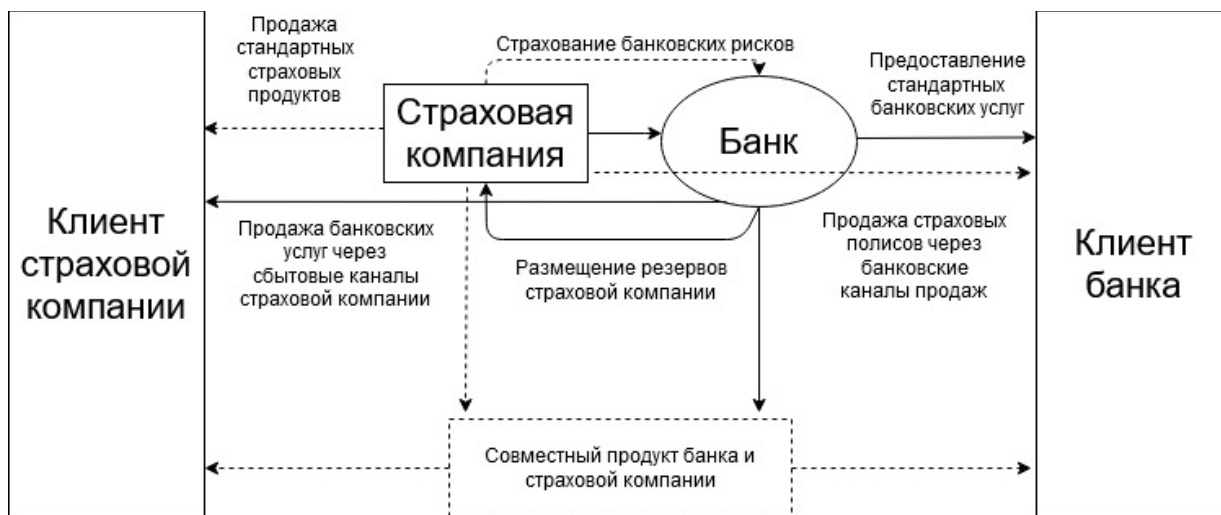 Продажа
стандартных
страховых
продуктов
Страхование банковских рисков
Предоставление
стандартных
банковских услуг
Страховая
компания
Банк
Клиент
страховой
компании
Продажа банковских
услуг через
сбытовые каналы
страховой компании
Размещение резервов
страховой компании
Продажа страховых
полисов через
банковские
каналы продаж
Клиент
банка
Совместный продукт банка и
страховой компании